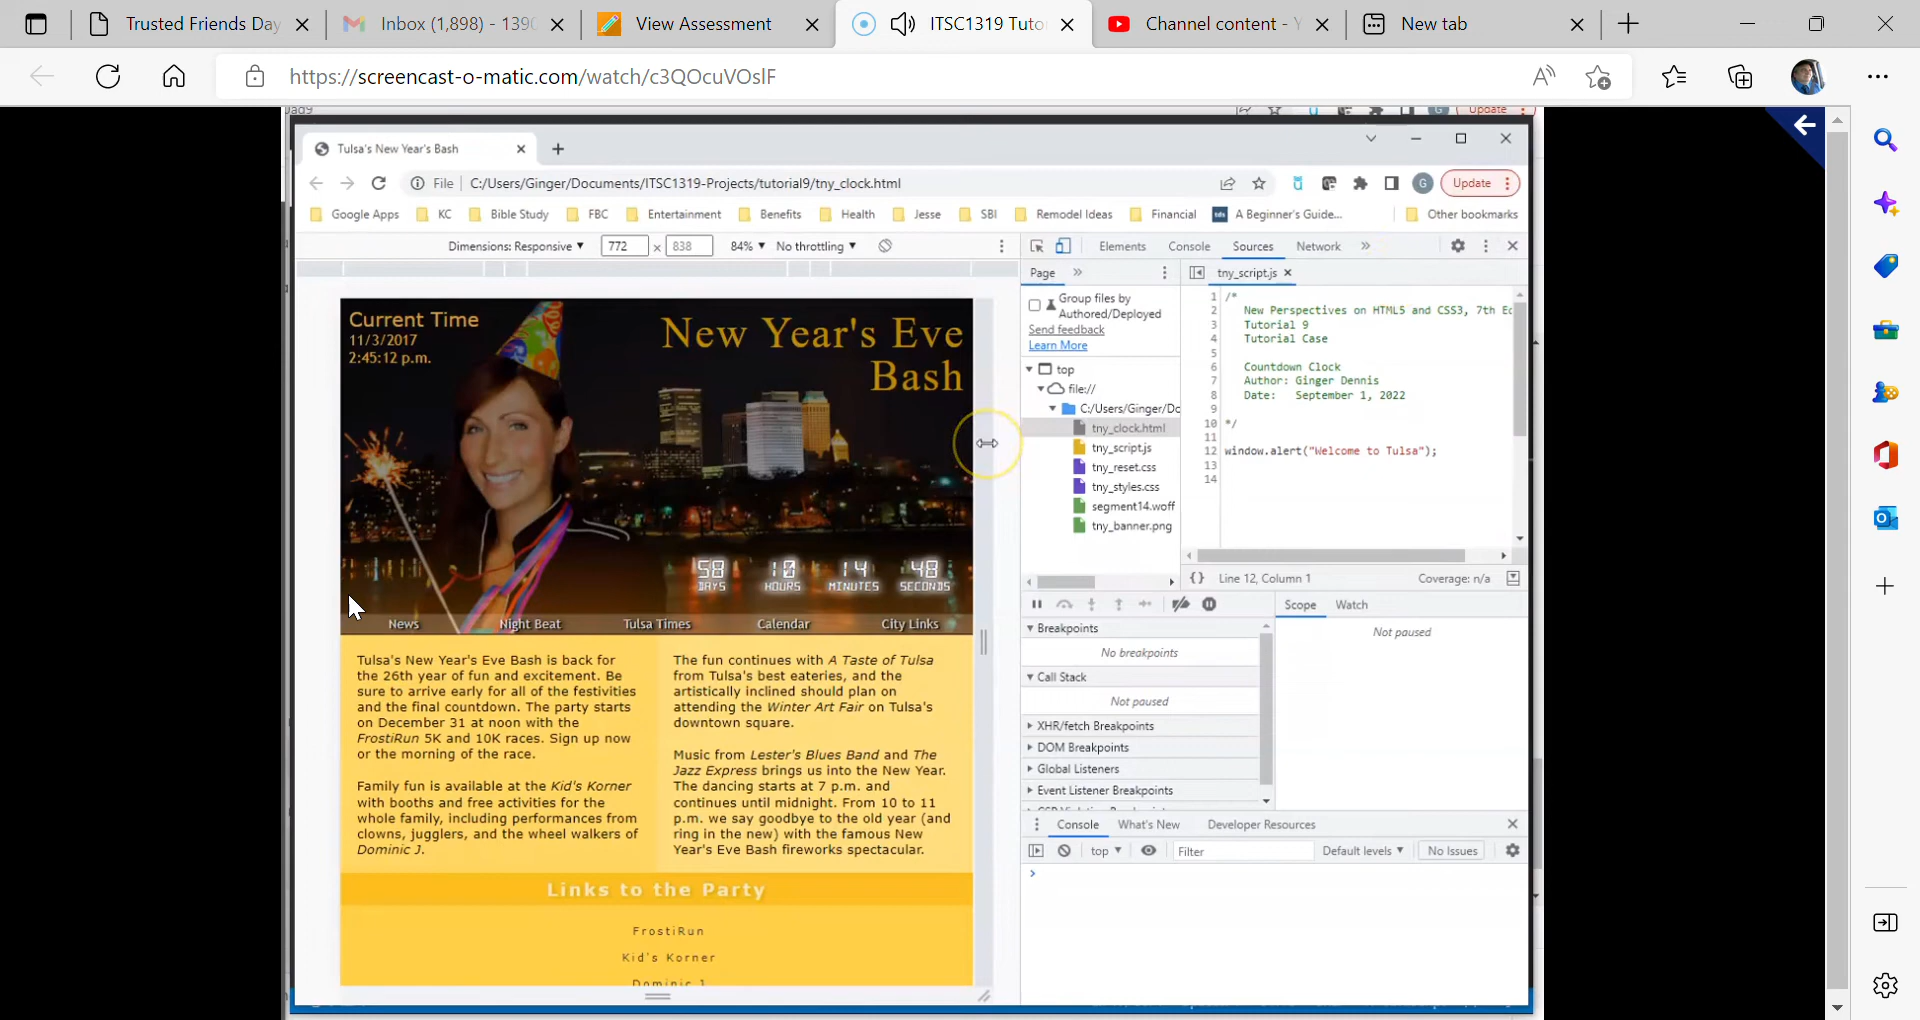 Trusted Friends Day
Inbox (1,898) - 139
View Assessment
ITSC1319 Tuto
Channel content - Y
New tab
https://screencast-o-matic.com/watch/c3QOcuVOslF
Update
Tulsa's New Year's Bash
File
C:/Users/Ginger/Documents/ITSC1319-Projects/tutorial9/tny_clock.html
G
Update
Google Apps
KC
Bible Study
FBC
Entertainment
Benefits
Health
Jesse
SBI
Remodel Ideas
Financial
A Beginner's Guide...
Other bookmarks
Dimensions: Responsive
772 x 838
84%
No throttling
Elements
Console
Sources
Network
Page
tny_script.js
Group files by
Authored/Deployed
Send feedback
Learn More
top
file://
C:/Users/Ginger/Do
tny_clock.html
tny_script.js
tny_reset.css
tny_styles.css
segment14.woff
tny_banner.png
1 /*
2 New Perspectives on HTML5 and CSS3, 7th Ec
3 Tutorial 9
4 Tutorial Case
5
6 Countdown Clock
7 Author: Ginger Dennis
8 Date: September 1, 2022
9
10 */
11
12 window.alert("Welcome to Tulsa");
13
14
{} Line 12, Column 1
Coverage: n/a
Scope
Watch
Not paused
Breakpoints
No breakpoints
Call Stack
Not paused
XHR/fetch Breakpoints
DOM Breakpoints
Global Listeners
Event Listener Breakpoints
Console
What's New
Developer Resources
top
Filter
Default levels
No Issues
Current Time
11/3/2017
2:45:12 p.m.
New Year's Eve
Bash
58 10 14 48
DAYS HOURS MINUTES SECONDS
News
Night Beat
Tulsa Times
Calendar
City Links
Tulsa's New Year's Eve Bash is back for
the 26th year of fun and excitement. Be
sure to arrive early for all of the festivities
and the final countdown. The party starts
on December 31 at noon with the
FrostiRun 5K and 10K races. Sign up now
or the morning of the race.
Family fun is available at the Kid's Korner
with booths and free activities for the
whole family, including performances from
clowns, jugglers, and the wheel walkers of
Dominic J.
The fun continues with A Taste of Tulsa
from Tulsa's best eateries, and the
artistically inclined should plan on
attending the Winter Art Fair on Tulsa's
downtown square.
Music from Lester's Blues Band and The
Jazz Express brings us into the New Year.
The dancing starts at 7 p.m. and
continues until midnight. From 10 to 11
p.m. we say goodbye to the old year (and
ring in the new) with the famous New
Year's Eve Bash fireworks spectacular.
Links to the Party
FrostiRun
Kid's Korner
Dominic J